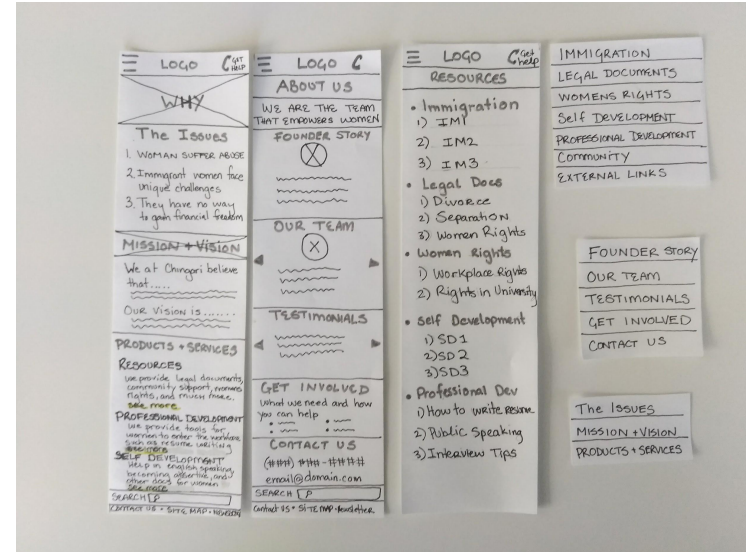 LOGO
GET HELP
WHY
The Issues
1. WOMAN SUFFER ABUSE
2. Immigrant women face
unique challenges
3. They have no way
to gain financial freedom
MISSION + VISION
We at Chingari believe
that.....
OUR VISION is.......
PRODUCTS + SERVICES
RESOURCES
we provide legal documents,
community support, womens
rights, and much more.
see more
PROFESSIONAL DEVELOPMENT
we provide tools for
women to enter the workforce
such as resume writing
see more
SELF DEVELOPMENT
Help in english speaking,
becoming assertive, and
other docs for women
see more
SEARCH
CONTACT US • SITE MAP •
LOGO
ABOUT US
WE ARE THE TEAM
THAT EMPOWERS WOMEN
FOUNDER STORY
OUR TEAM
TESTIMONIALS
GET INVOLVED
What we need and how
you can help
CONTACT US
(###) ###-####
email@domain.com
SEARCH
Contact US • SITE MAP • Newsletter
LOGO
Get help
RESOURCES
• Immigration
1) IM1
2) IM2
3) IM3
• Legal Docs
1) Divorce
2) Separation
3) Women Rights
• Women Rights
1) Workplace Rights
2) Rights in University
• Self Development
1) SD1
2) SD2
3) SD3
• Professional Dev
1) How to write resume
2) Public Speaking
3) Interview Tips
IMMIGRATION
LEGAL DOCUMENTS
WOMENS RIGHTS
Self DEVELOPMENT
PROFESSIONAL DEVELOPMENT
Community
EXTERNAL LINKS
FOUNDER STORY
OUR TEAM
TESTIMONIALS
GET INVOLVED
CONTACT US
The ISSUES
MISSION + VISION
PRODUCTS + SERVICES